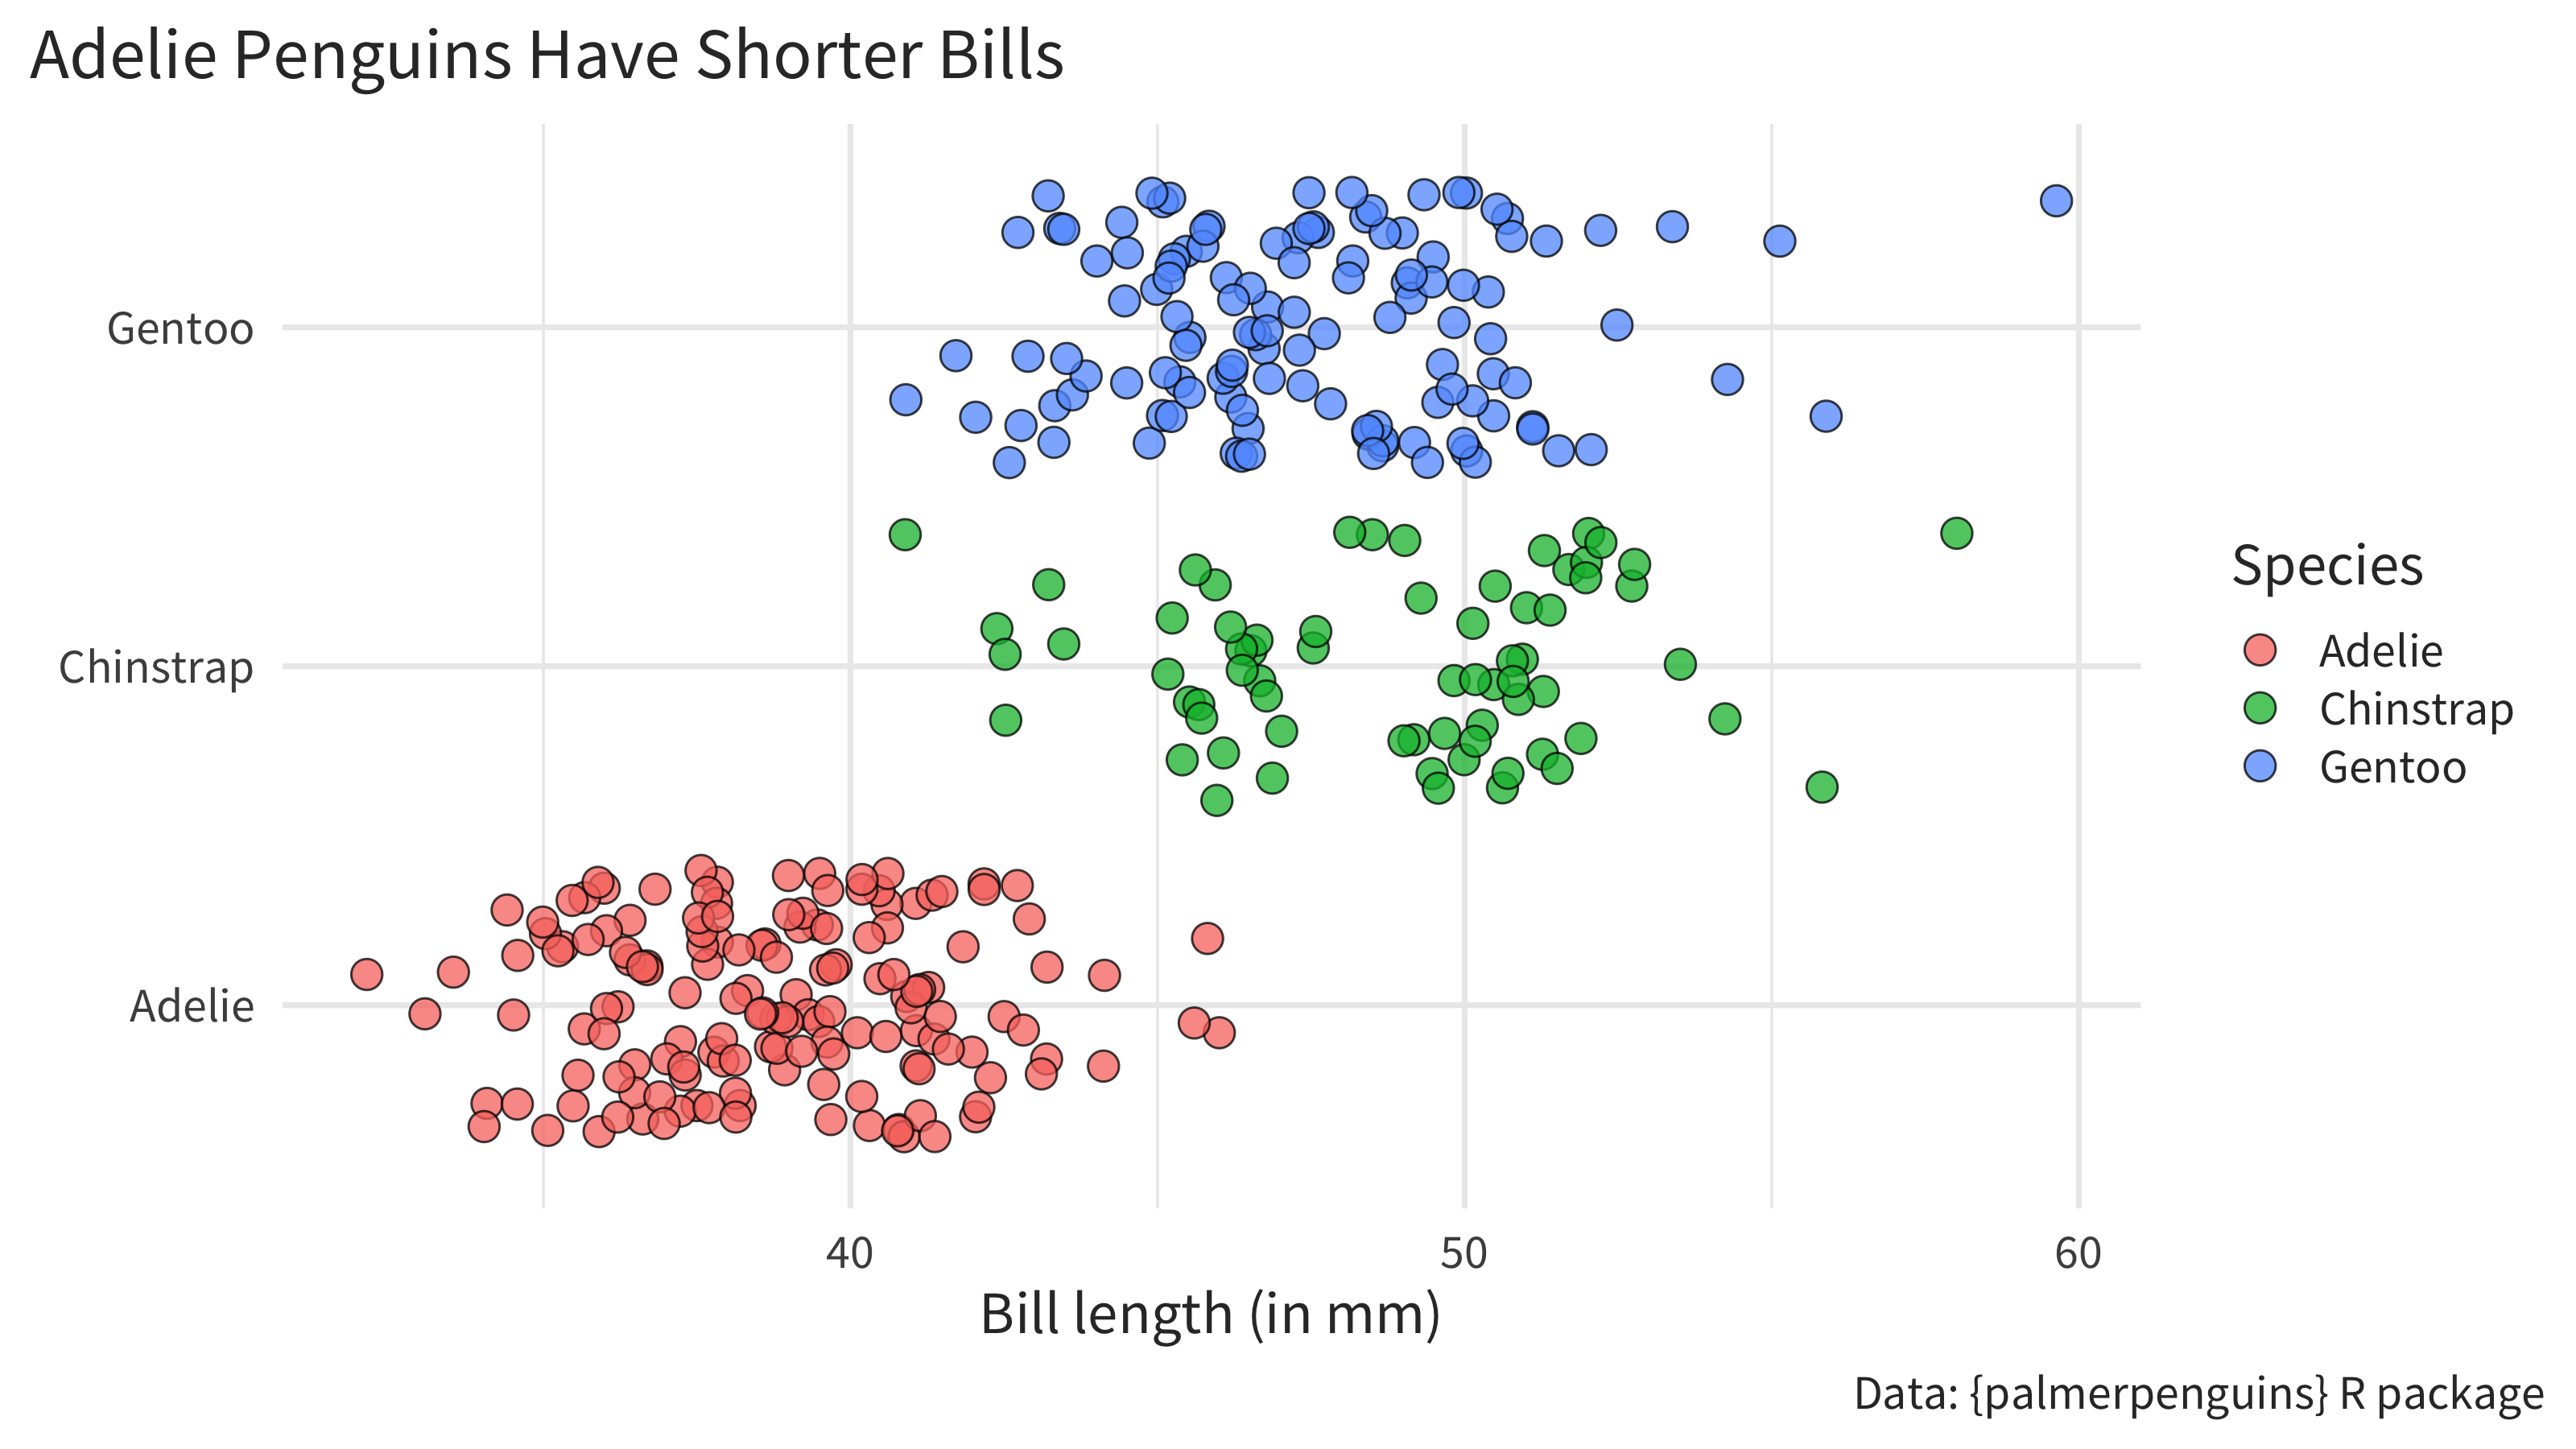 Adelie Penguins Have Shorter Bills
Gentoo
Chinstrap
Adelie
40
50
60
Bill length (in mm)
Species
Adelie
Chinstrap
Gentoo
Data: {palmerpenguins} R package